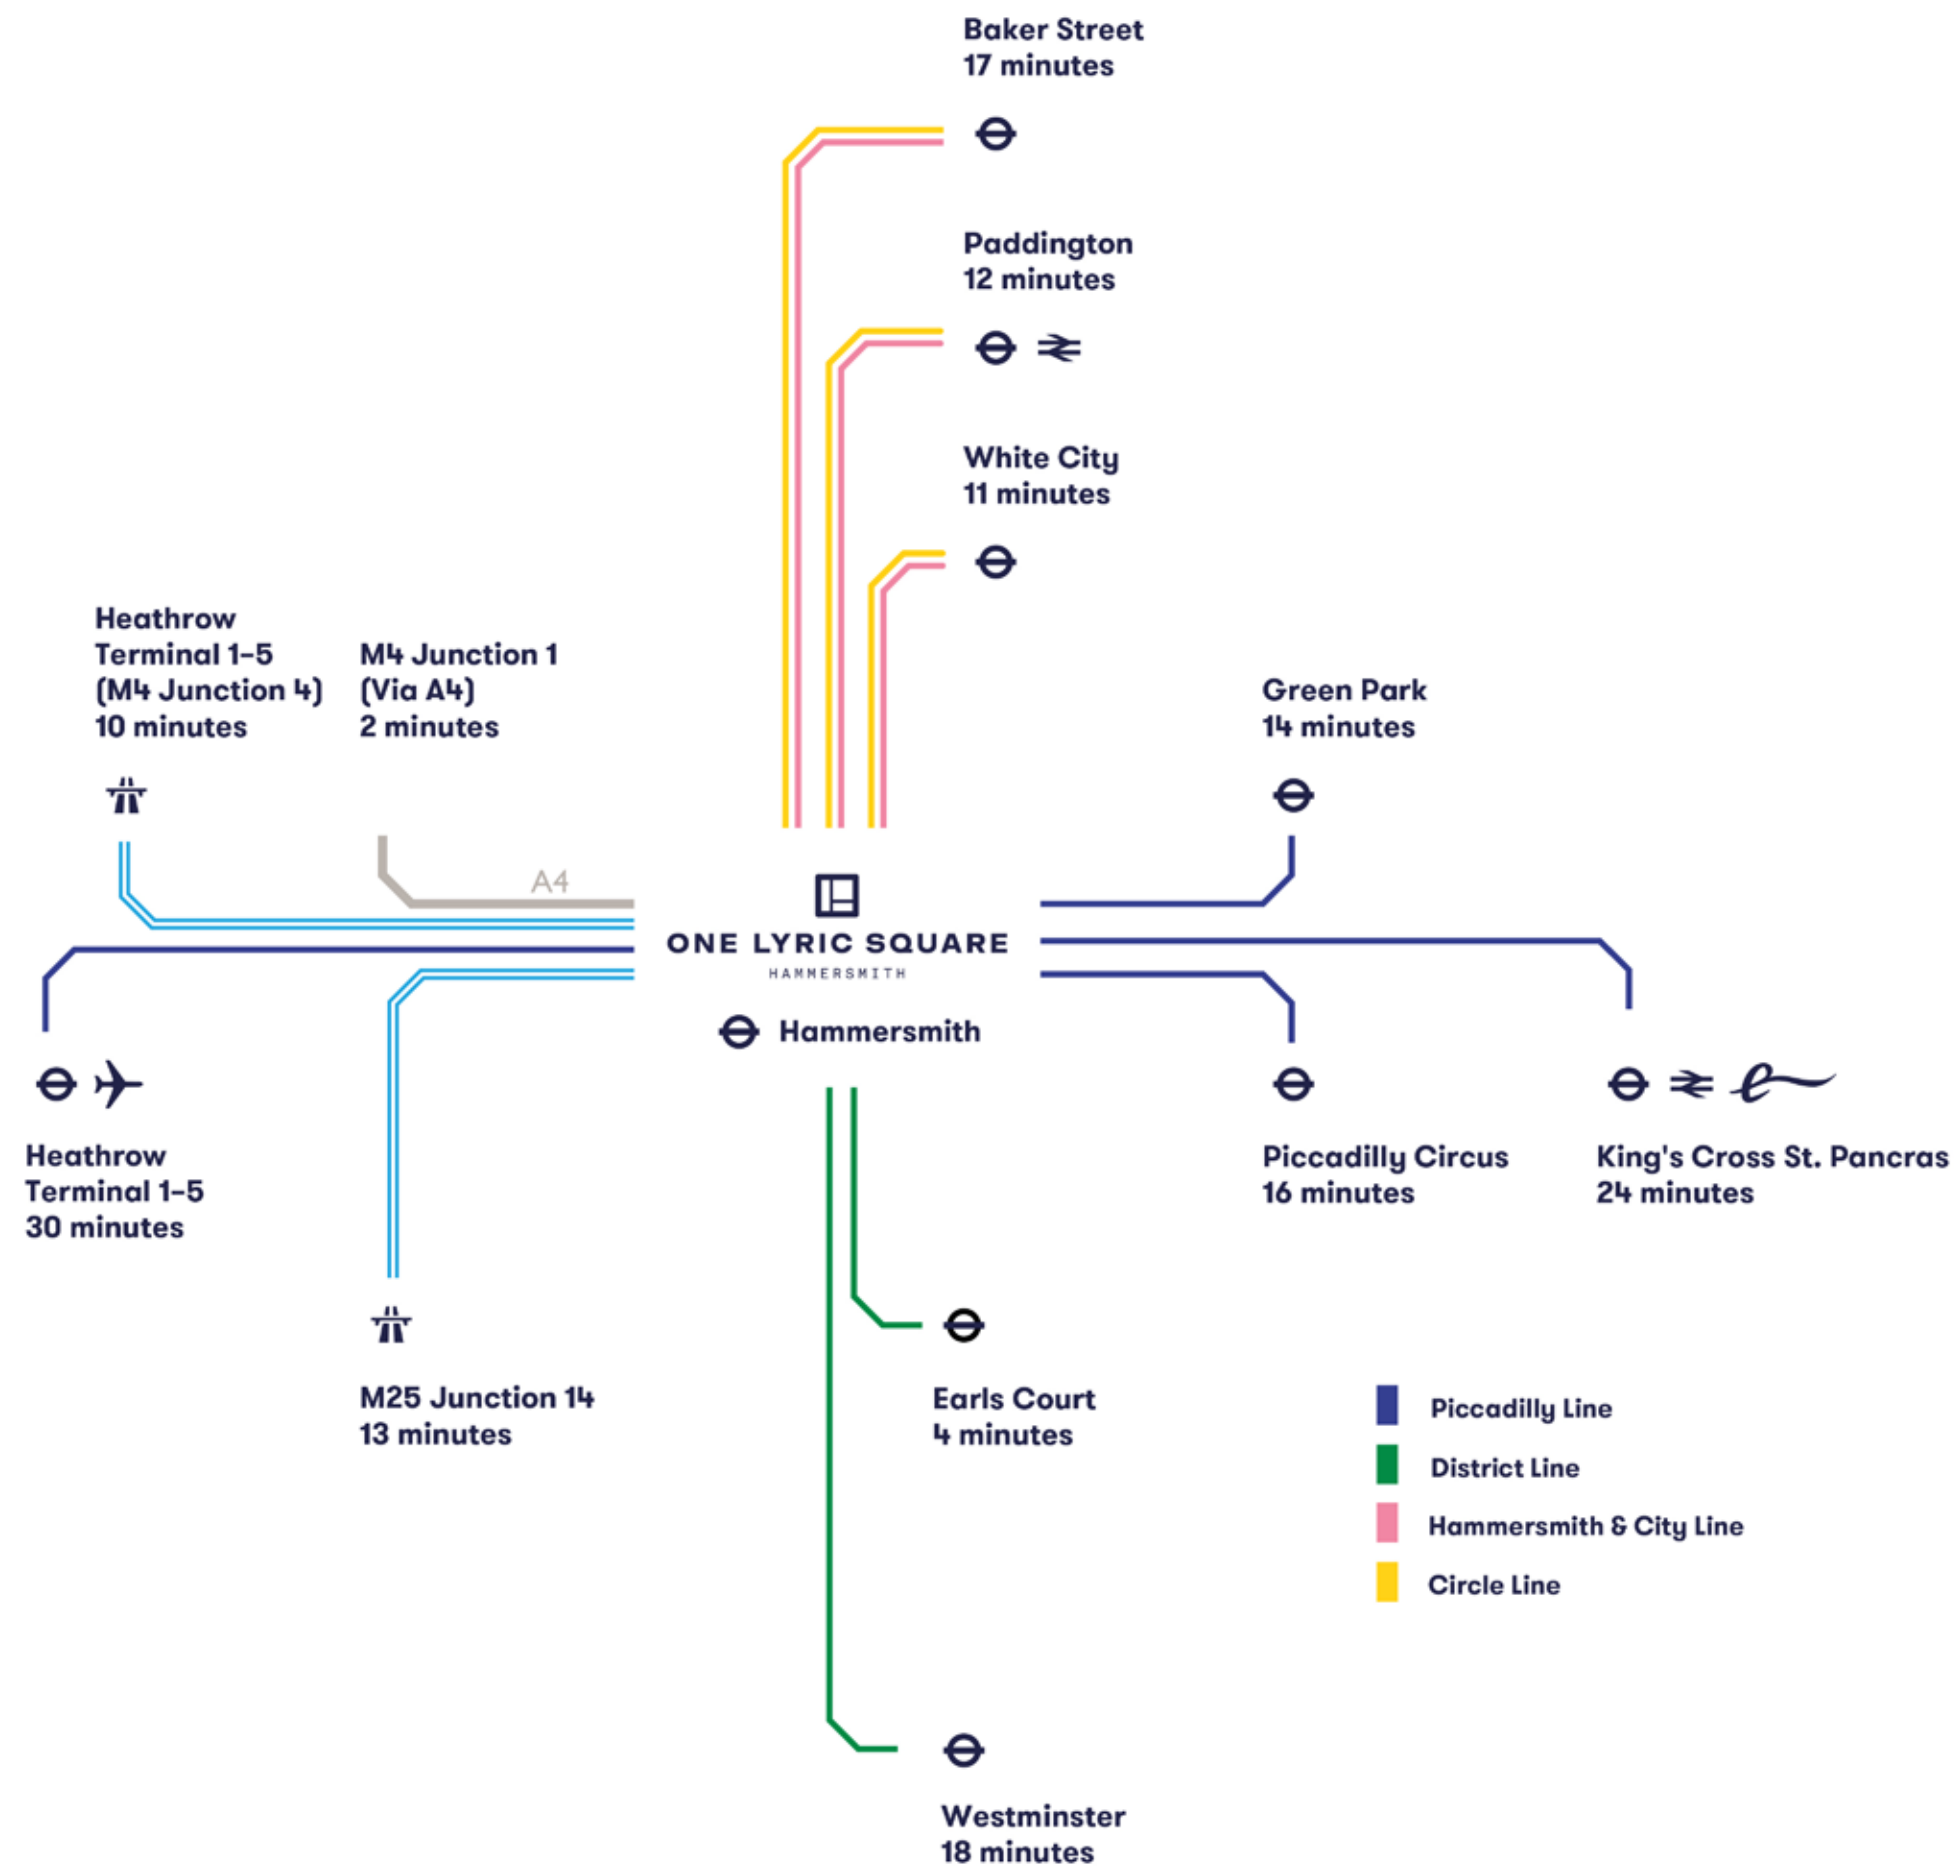 Baker Street
17 minutes
Paddington
12 minutes
White City
11 minutes
Heathrow
Terminal 1-5
(M4 Junction 4)
10 minutes
M4 Junction 1
(Via A4)
2 minutes
Green Park
14 minutes
A4
ONE LYRIC SQUARE
HAMMERSMITH
Hammersmith
Heathrow
Terminal 1-5
30 minutes
Piccadilly Circus
16 minutes
King's Cross St. Pancras
24 minutes
M25 Junction 14
13 minutes
Earls Court
4 minutes
Piccadilly Line
District Line
Hammersmith & City Line
Circle Line
Westminster
18 minutes